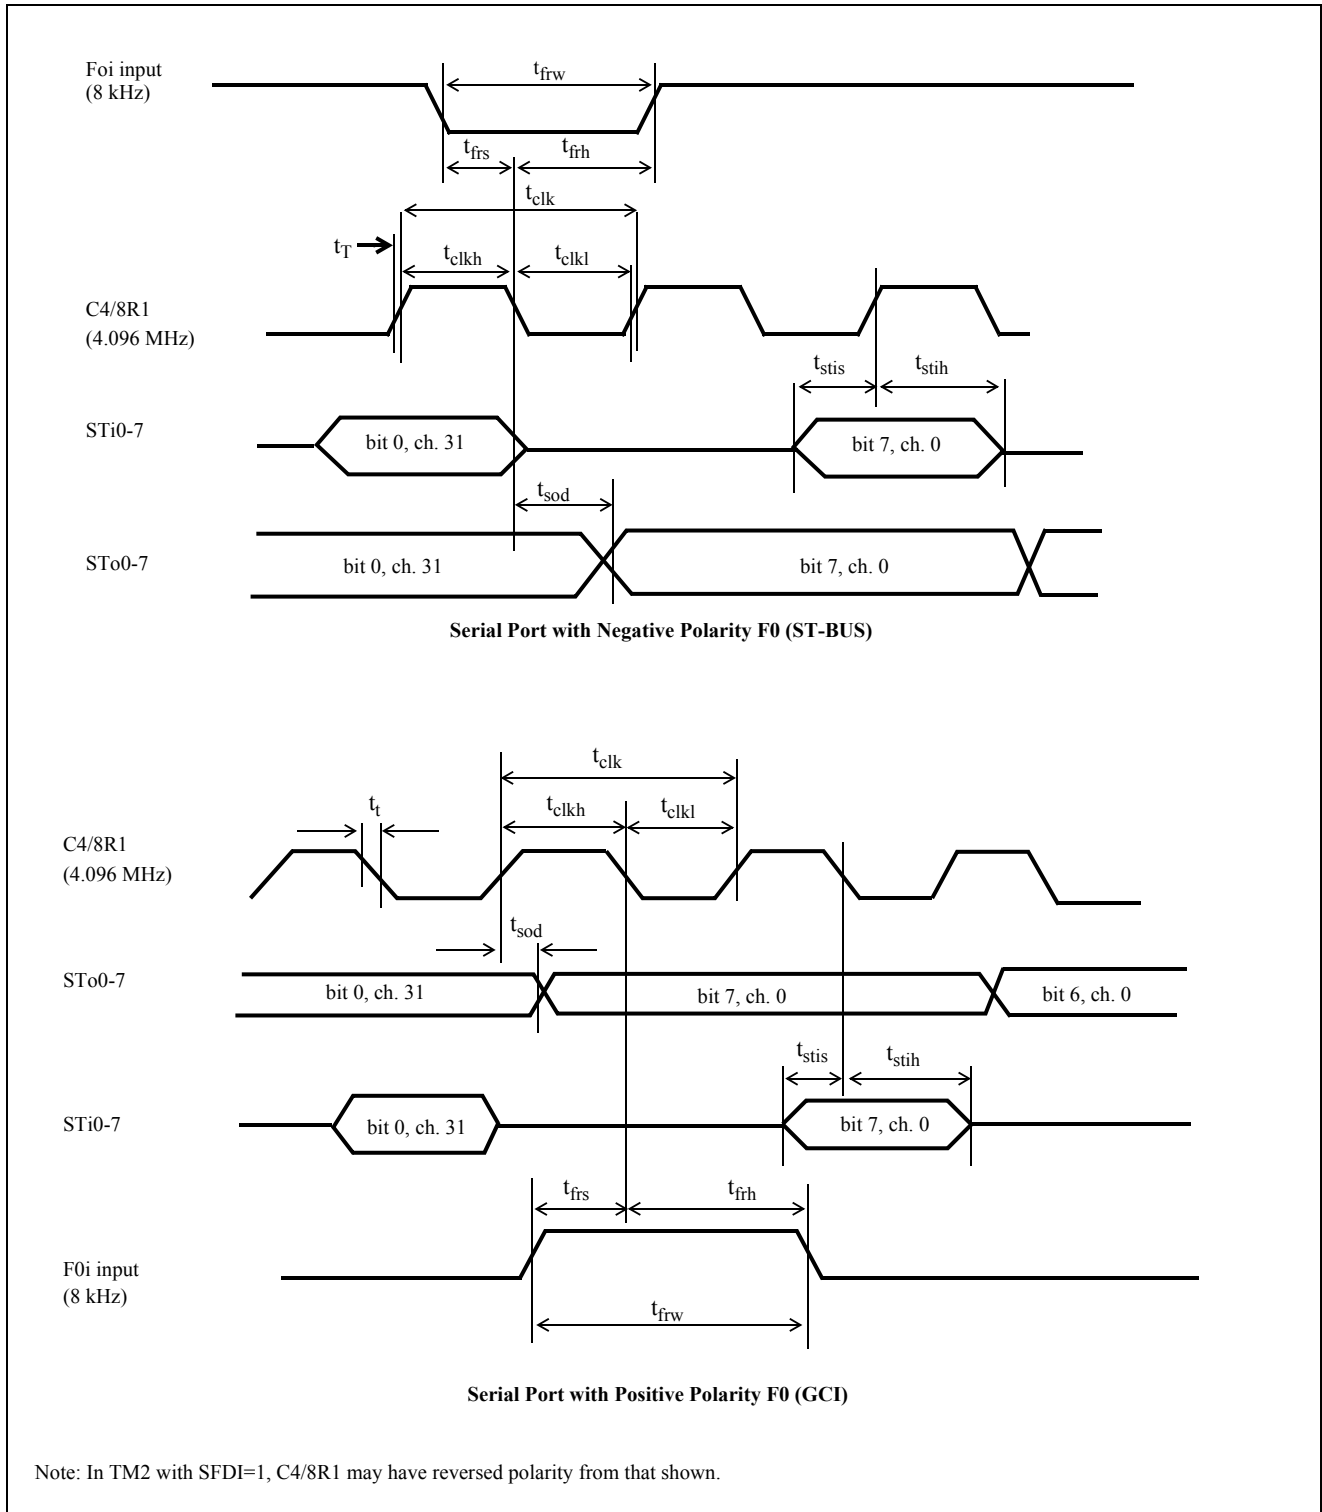 Foi input
(8 kHz)
tfrw
tfrs
tfrh
tclk
tT
tclkh
tclkl
C4/8R1
(4.096 MHz)
tstis
tstih
STi0-7
bit 0, ch. 31
bit 7, ch. 0
tsod
STo0-7
bit 0, ch. 31
bit 7, ch. 0
Serial Port with Negative Polarity F0 (ST-BUS)
tclk
tt
tclkh
tclkl
C4/8R1
(4.096 MHz)
tsod
STo0-7
bit 0, ch. 31
bit 7, ch. 0
bit 6, ch. 0
tstis
tstih
STi0-7
bit 0, ch. 31
bit 7, ch. 0
tfrs
tfrh
F0i input
(8 kHz)
tfrw
Serial Port with Positive Polarity F0 (GCI)
Note: In TM2 with SFDI=1, C4/8R1 may have reversed polarity from that shown.